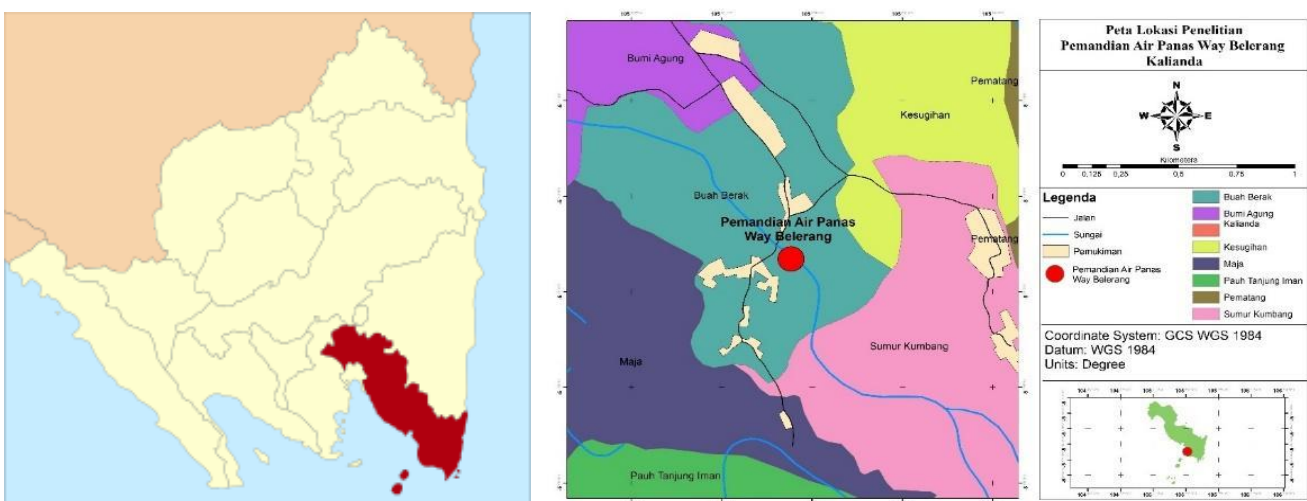 Bumi Agung
Pematang
Kesugihan
Buah Berak
Pemandian Air Panas
Way Belerang
Pematang
Sumur Kumbang
Maja
Pauh Tanjung Iman
Peta Lokasi Penelitian
Pemandian Air Panas Way Belerang
Kalianda
N
W E
S
Kilometers
0 0,125 0,25 0,5 0,75 1
Legenda
Jalan
Sungai
Pemukiman
Pemandian Air Panas
Way Belerang
Buah Berak
Bumi Agung
Kalianda
Kesugihan
Maja
Pauh Tanjung Iman
Pematang
Sumur Kumbang
Coordinate System: GCS WGS 1984
Datum: WGS 1984
Units: Degree